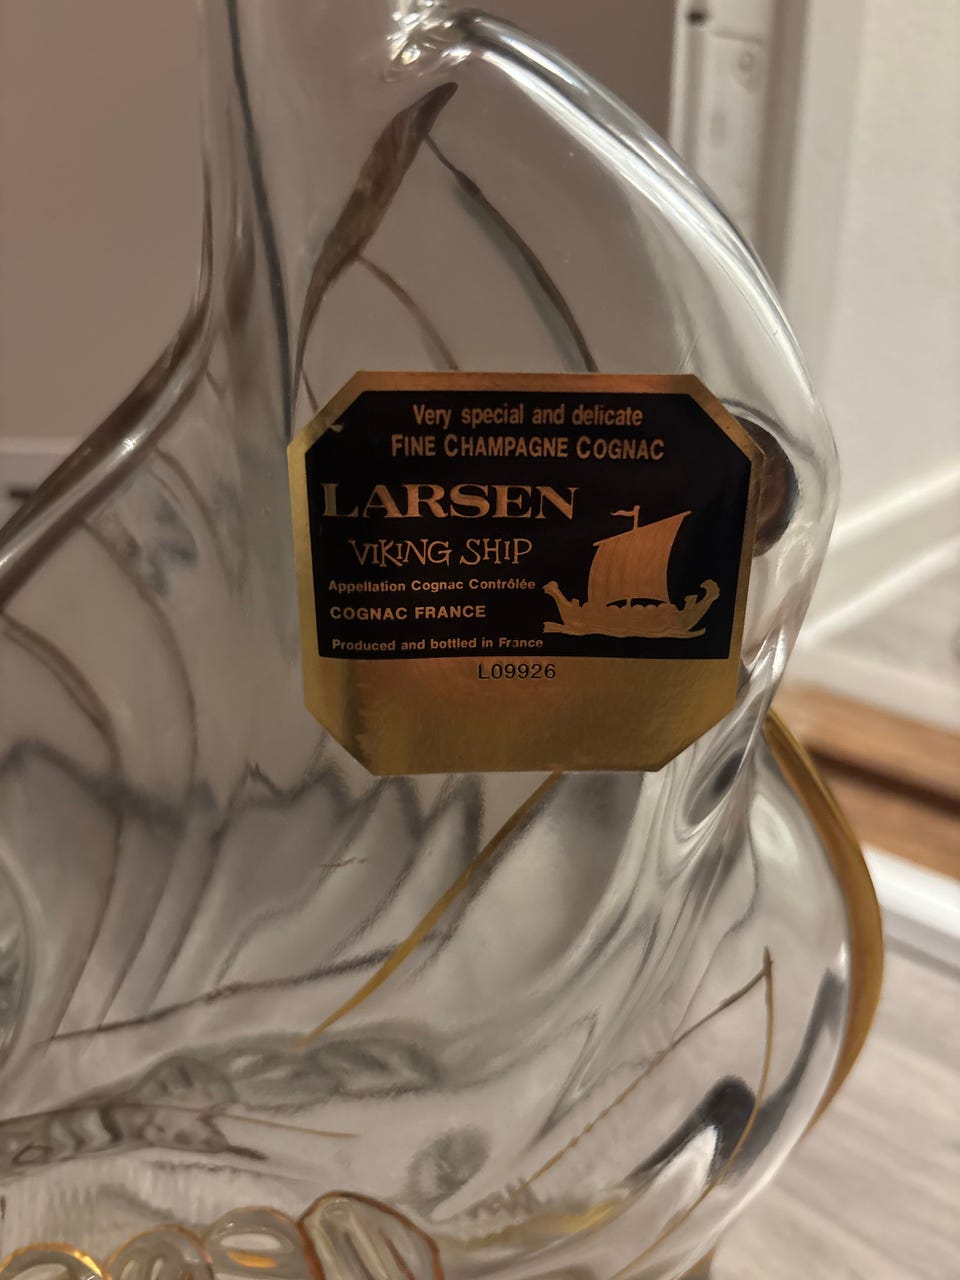 Very special and delicate
FINE CHAMPAGNE COGNAC
LARSEN
VIKING SHIP
Appellation Cognac Contrôlée
COGNAC FRANCE
Produced and bottled in France
L09926